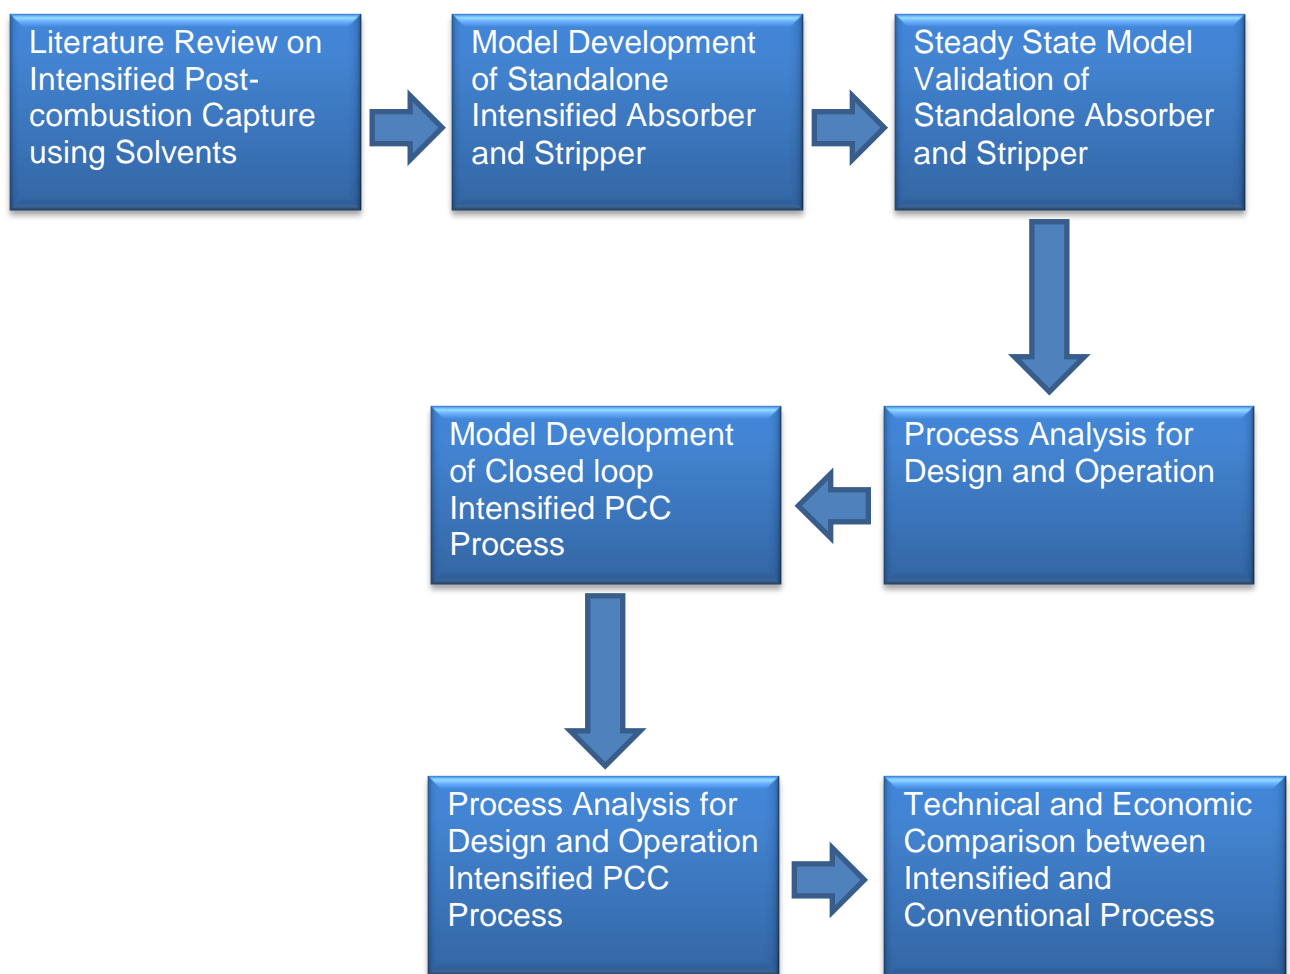 Literature Review on
Intensified Post-
combustion Capture
using Solvents
Model Development
of Standalone
Intensified Absorber
and Stripper
Steady State Model
Validation of
Standalone Absorber
and Stripper
Process Analysis for
Design and Operation
Model Development
of Closed loop
Intensified PCC
Process
Process Analysis for
Design and Operation
Intensified PCC
Process
Technical and Economic
Comparison between
Intensified and
Conventional Process